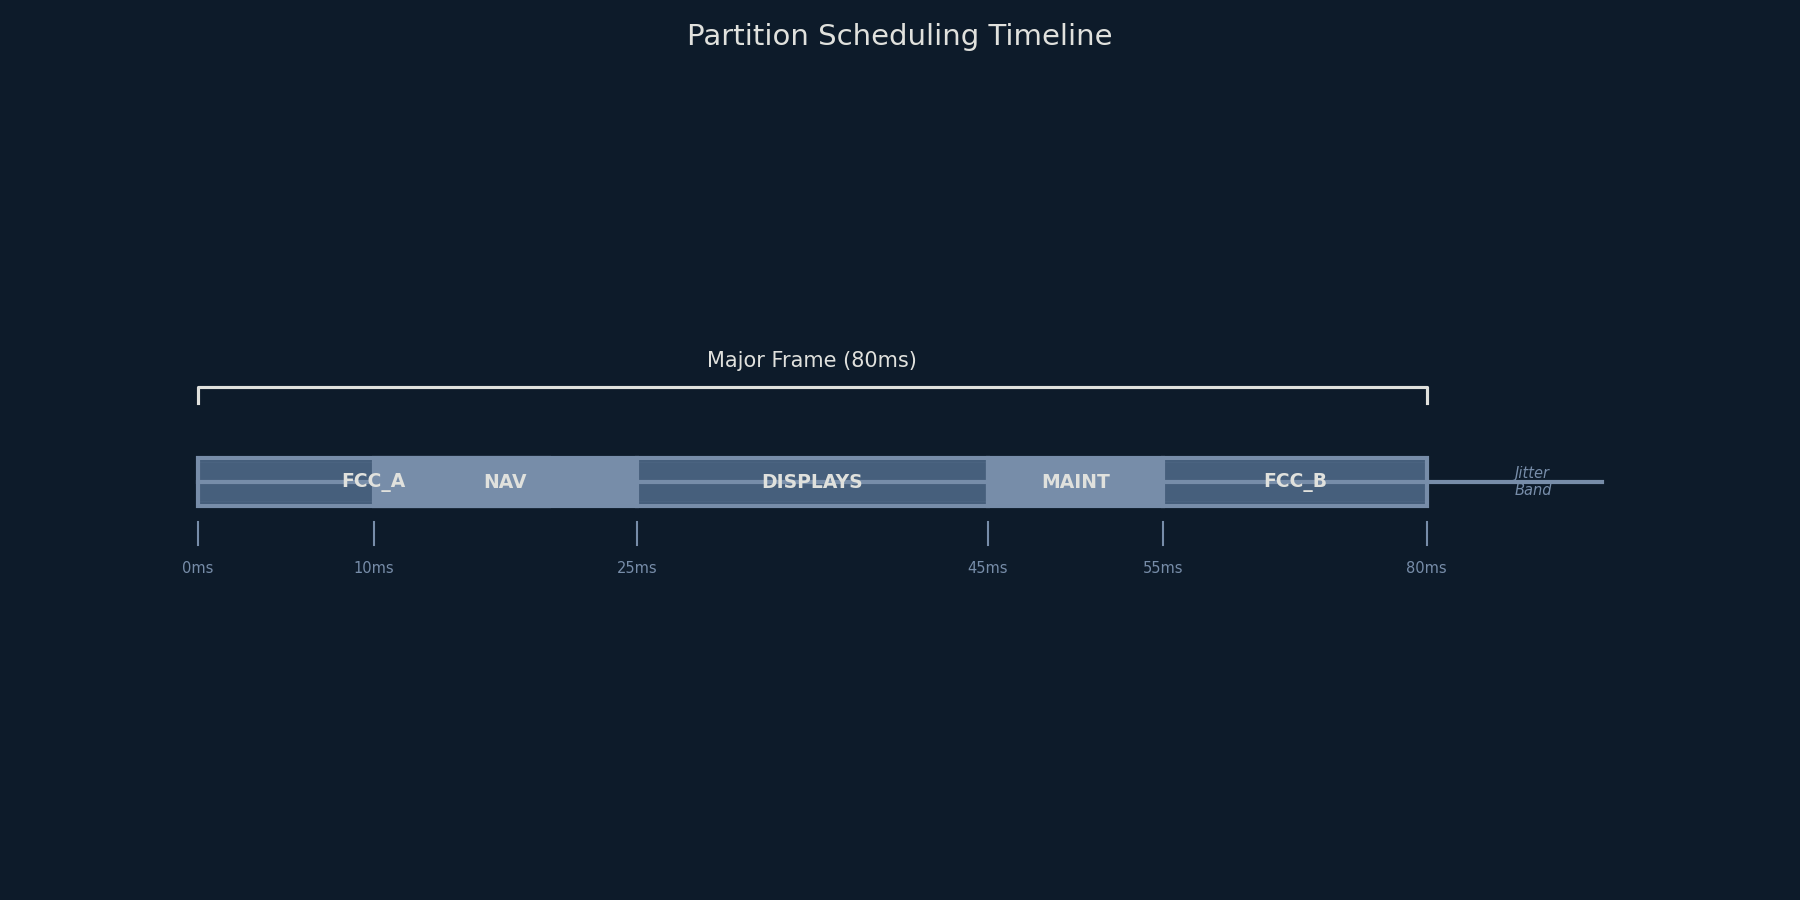 Partition Scheduling Timeline
Major Frame (80ms)
FCC_A
NAV
DISPLAYS
MAINT
FCC_B
Jitter
Band
0ms
10ms
25ms
45ms
55ms
80ms